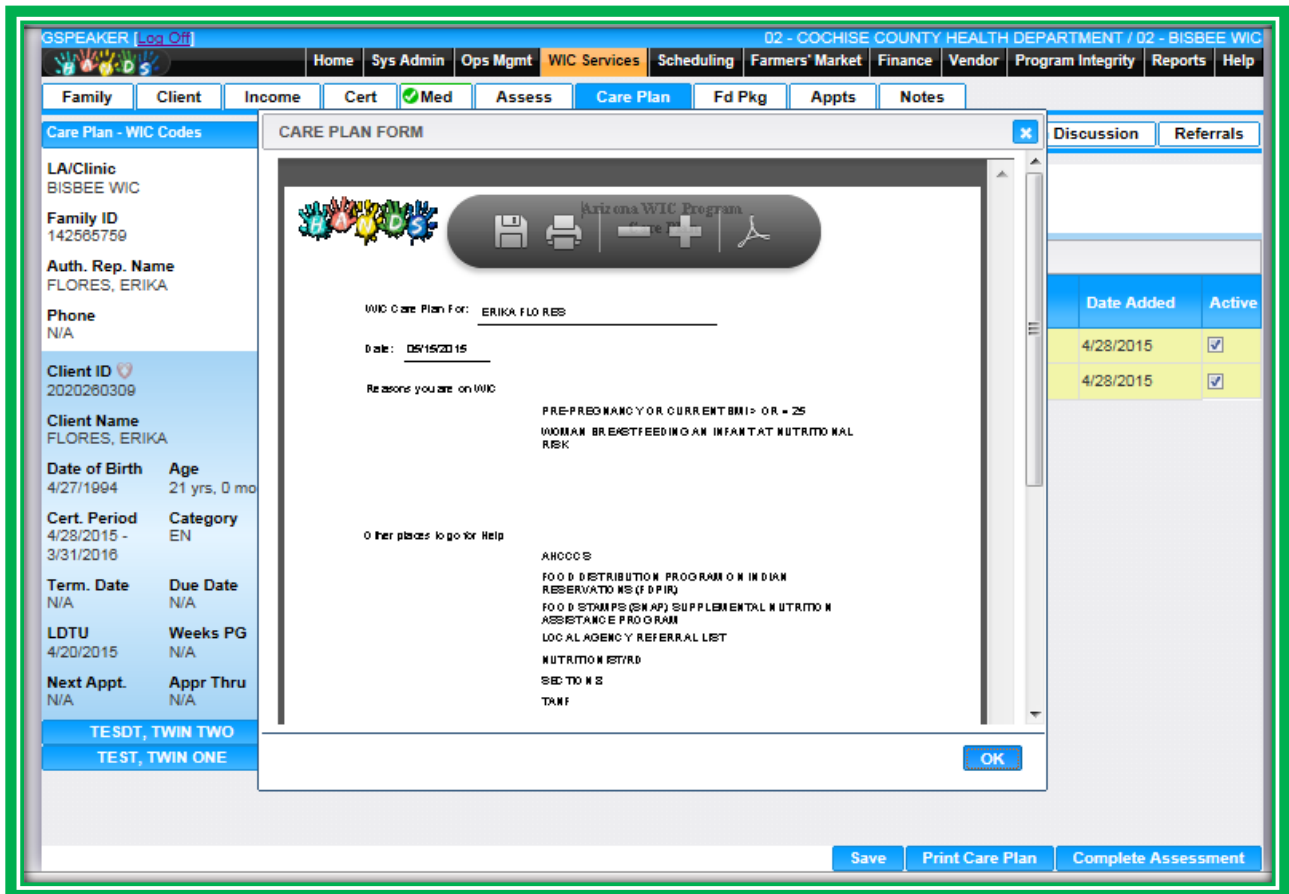 GSPEAKER [Log Off]
02 - COCHISE COUNTY HEALTH DEPARTMENT / 02 - BISBEE WIC
HANDS
Home Sys Admin Ops Mgmt WIC Services Scheduling Farmers' Market Finance Vendor Program Integrity Reports Help
Family Client Income Cert Med Assess Care Plan Fd Pkg Appts Notes
Care Plan - WIC Codes
Discussion Referrals
LA/Clinic
BISBEE WIC
Family ID
142565759
Auth. Rep. Name
FLORES, ERIKA
Phone
N/A
Client ID
2020260309
Client Name
FLORES, ERIKA
Date of Birth Age
4/27/1994 21 yrs, 0 mo
Cert. Period Category
4/28/2015 - EN
3/31/2016
Term. Date Due Date
N/A N/A
LDTU Weeks PG
4/20/2015 N/A
Next Appt. Appr Thru
N/A N/A
TESDT, TWIN TWO
TEST, TWIN ONE
CARE PLAN FORM
HANDS
Arizona WIC Program
Care Plan
WIC Care Plan For: ERIKA FLORES
Date: 05/15/2015
Reasons you are on WIC
PRE-PREGNANCY OR CURRENT BMI > OR = 25
WOMAN BREASTFEEDING AN INFANT AT NUTRITIONAL
RISK
Other places to go for Help
AHCCCS
FOOD DISTRIBUTION PROGRAM ON INDIAN
RESERVATIONS (FDPIR)
FOOD STAMPS (SNAP) SUPPLEMENTAL NUTRITION
ASSISTANCE PROGRAM
LOCAL AGENCY REFERRAL LIST
NUTRITIONIST/RD
SECTION 8
TANF
OK
Date Added Active
4/28/2015
4/28/2015
Save Print Care Plan Complete Assessment